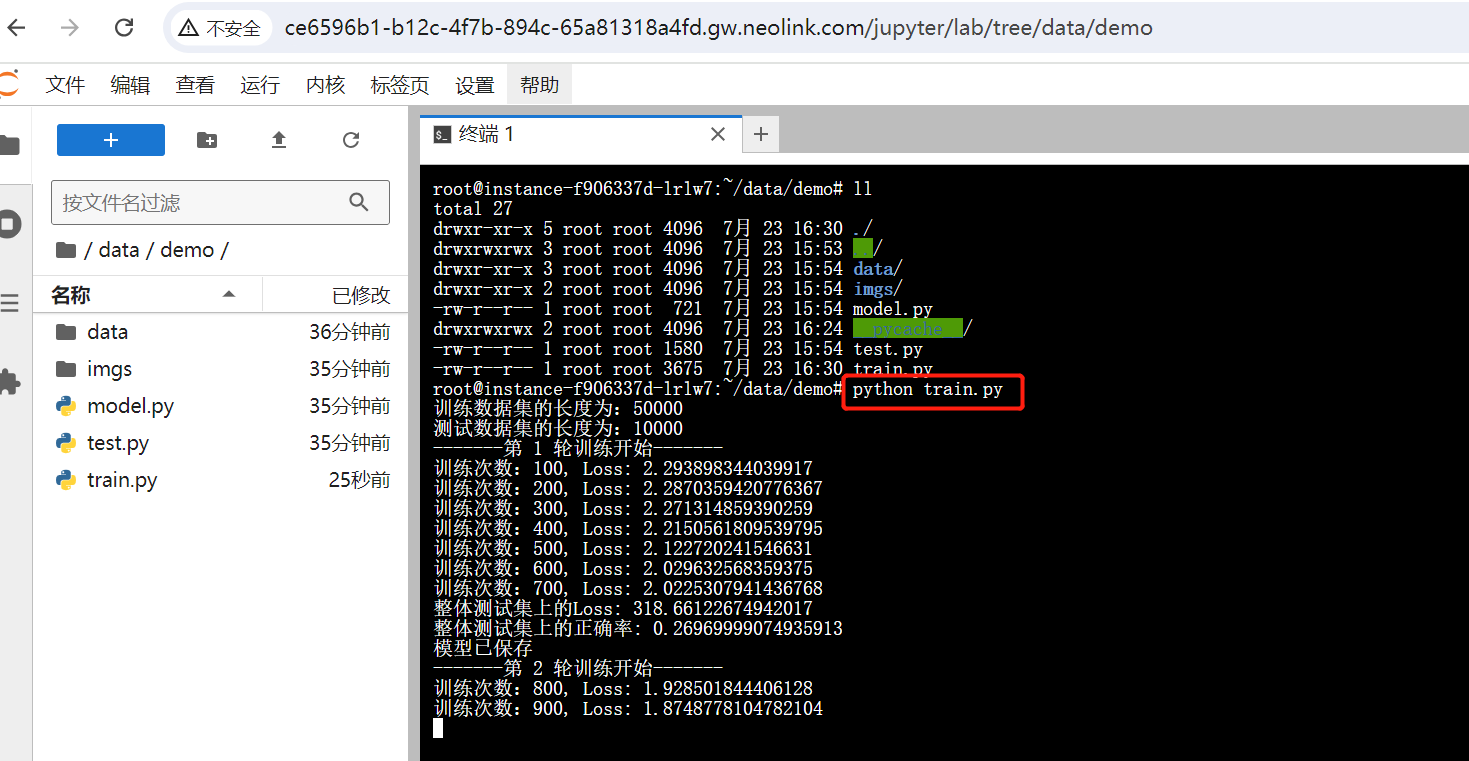 不安全 ce6596b1-b12c-4f7b-894c-65a81318a4fd.gw.neolink.com/jupyter/lab/tree/data/demo
文件 编辑 查看 运行 内核 标签页 设置 帮助
终端 1
按文件名过滤
/ data / demo /
名称 已修改
data 36分钟前
imgs 35分钟前
model.py 35分钟前
test.py 35分钟前
train.py 25秒前
root@instance-f906337d-lrlw7:~/data/demo# ll
total 27
drwxr-xr-x 5 root root 4096 7月 23 16:30 ./
drwxrwxrwx 3 root root 4096 7月 23 15:53 ../
drwxr-xr-x 3 root root 4096 7月 23 15:54 data/
drwxr-xr-x 2 root root 4096 7月 23 15:54 imgs/
-rw-r--r-- 1 root root 721 7月 23 15:54 model.py
drwxrwxrwx 2 root root 4096 7月 23 16:24 __pycache__/
-rw-r--r-- 1 root root 1580 7月 23 15:54 test.py
-rw-r--r-- 1 root root 3675 7月 23 16:30 train.py
root@instance-f906337d-lrlw7:~/data/demo# python train.py
训练数据集的长度为：50000
测试数据集的长度为：10000
-------第 1 轮训练开始-------
训练次数：100, Loss: 2.293898344039917
训练次数：200, Loss: 2.2870359420776367
训练次数：300, Loss: 2.271314859390259
训练次数：400, Loss: 2.2150561809539795
训练次数：500, Loss: 2.122720241546631
训练次数：600, Loss: 2.029632568359375
训练次数：700, Loss: 2.0225307941436768
整体测试集上的Loss: 318.66122674942017
整体测试集上的正确率: 0.26969999074935913
模型已保存
-------第 2 轮训练开始-------
训练次数：800, Loss: 1.928501844406128
训练次数：900, Loss: 1.8748778104782104